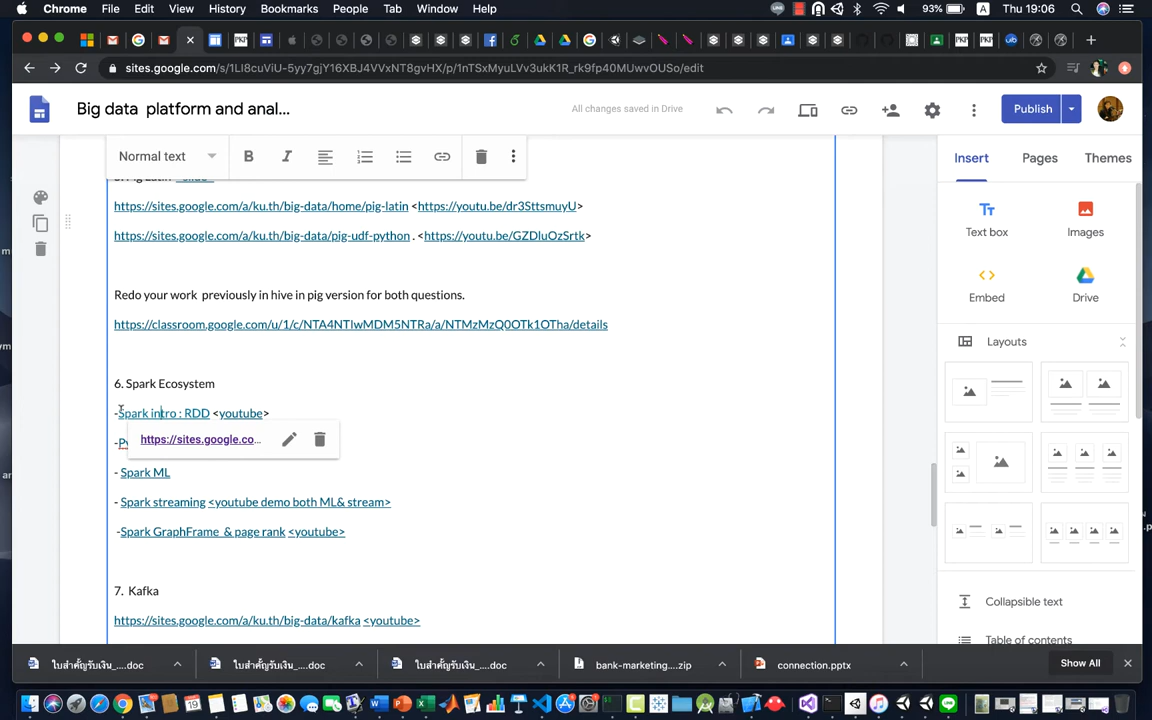 Chrome File Edit View History Bookmarks People Tab Window Help 93% A Thu 19:06
sites.google.com/s/1LI8cuViU-5yy7gjY16XBJ4VVxNT8gvHX/p/1nTSxMyuLVv3ukK1R_rk9fp40MUwvOUSo/edit
Big data platform and anal...
All changes saved in Drive
Publish
Normal text
B I
Insert Pages Themes
https://sites.google.com/a/ku.th/big-data/home/pig-latin <https://youtu.be/dr3SttsmuyU>
https://sites.google.com/a/ku.th/big-data/pig-udf-python . <https://youtu.be/GZDluOzSrtk>
Text box Images
Redo your work previously in hive in pig version for both questions.
Embed Drive
https://classroom.google.com/u/1/c/NTA4NTIwMDM5NTRa/a/NTMzMzQ0OTk1OTha/details
Layouts
6. Spark Ecosystem
-Spark intro : RDD <youtube>
https://sites.google.co...
- Spark ML
- Spark streaming <youtube demo both ML& stream>
-Spark GraphFrame & page rank <youtube>
7. Kafka
Collapsible text
https://sites.google.com/a/ku.th/big-data/kafka <youtube>
Table of contents
ใบสำคัญรับเงิน_....doc
ใบสำคัญรับเงิน_....doc
ใบสำคัญรับเงิน_....doc
bank-marketing....zip
connection.pptx
Show All